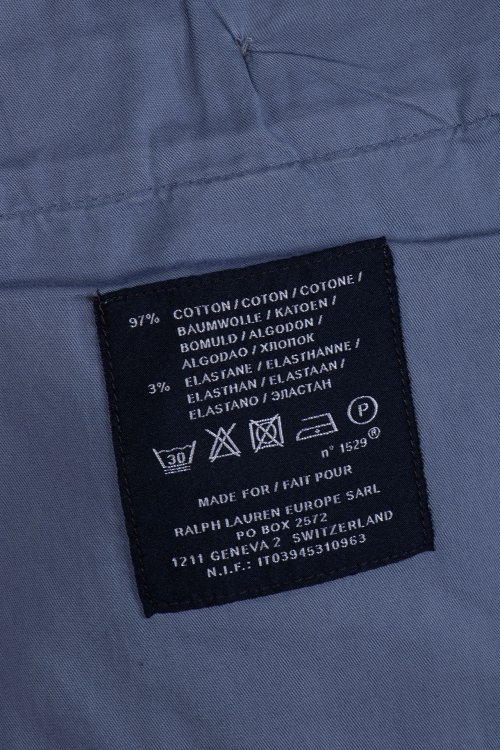 97% COTTON / COTON / COTONE /
BAUMWOLLE / KATOEN /
BOMULD / ALGODON /
ALGODAO / ХЛОПОК
3% ELASTANE / ELASTHANNE /
ELASTHAN / ELASTAAN /
ELASTANO / ЭЛАСТАН
30
P
n° 1529®
MADE FOR / FAIT POUR
RALPH LAUREN EUROPE SARL
PO BOX 2572
1211 GENEVA 2 SWITZERLAND
N.I.F.: IT03945310963